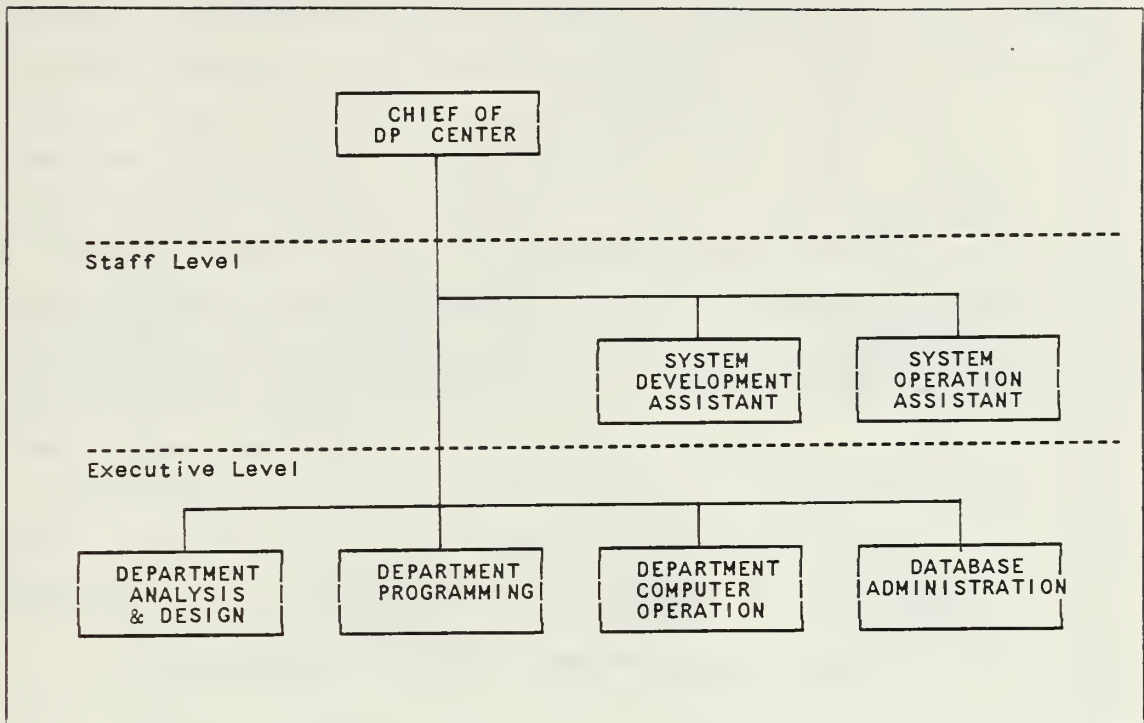 CHIEF OF
DP CENTER
Staff Level
SYSTEM
DEVELOPMENT
ASSISTANT
SYSTEM
OPERATION
ASSISTANT
Executive Level
DEPARTMENT
ANALYSIS
& DESIGN
DEPARTMENT
PROGRAMMING
DEPARTMENT
COMPUTER
OPERATION
DATABASE
ADMINISTRATION